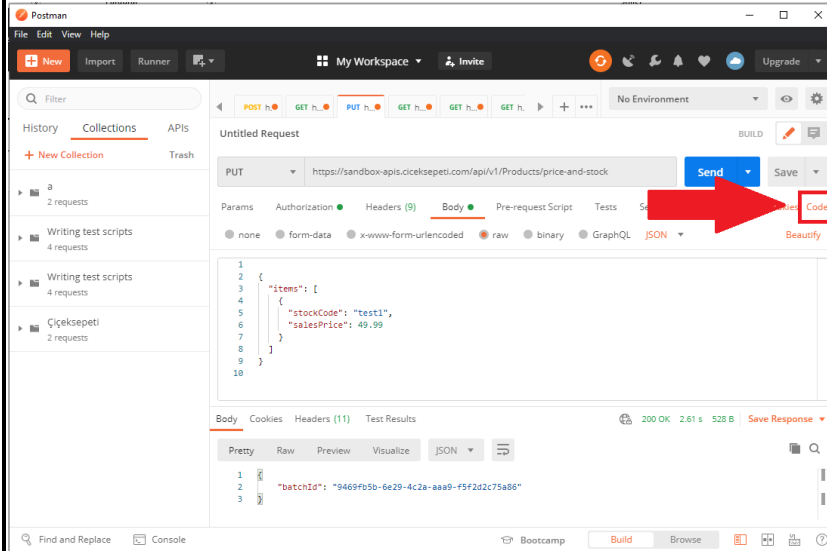 Postman
File Edit View Help
New Import Runner My Workspace Invite Upgrade
Filter
POST h. GET h... PUT h... GET h... GET h... GET h. No Environment
History Collections APIs
Untitled Request BUILD
+ New Collection Trash
PUT https://sandbox-apis.ciceksepeti.com/api/v1/Products/price-and-stock Send Save
a
2 requests
Params Authorization Headers (9) Body Pre-request Script Tests Code
Writing test scripts
4 requests
none form-data x-www-form-urlencoded raw binary GraphQL JSON Beautify
Writing test scripts
4 requests
Çiçeksepeti
2 requests
1
2 {
3 "items": [
4 {
5 "stockCode": "test1",
6 "salesPrice": 49.99
7 }
8 ]
9 }
10
Body Cookies Headers (11) Test Results 200 OK 2.61 s 528 B Save Response
Pretty Raw Preview Visualize JSON
1 {
2 "batchId": "9469fb5b-6e29-4c2a-aaa9-f5f2d2c75a86"
3 }
Find and Replace Console Bootcamp Build Browse